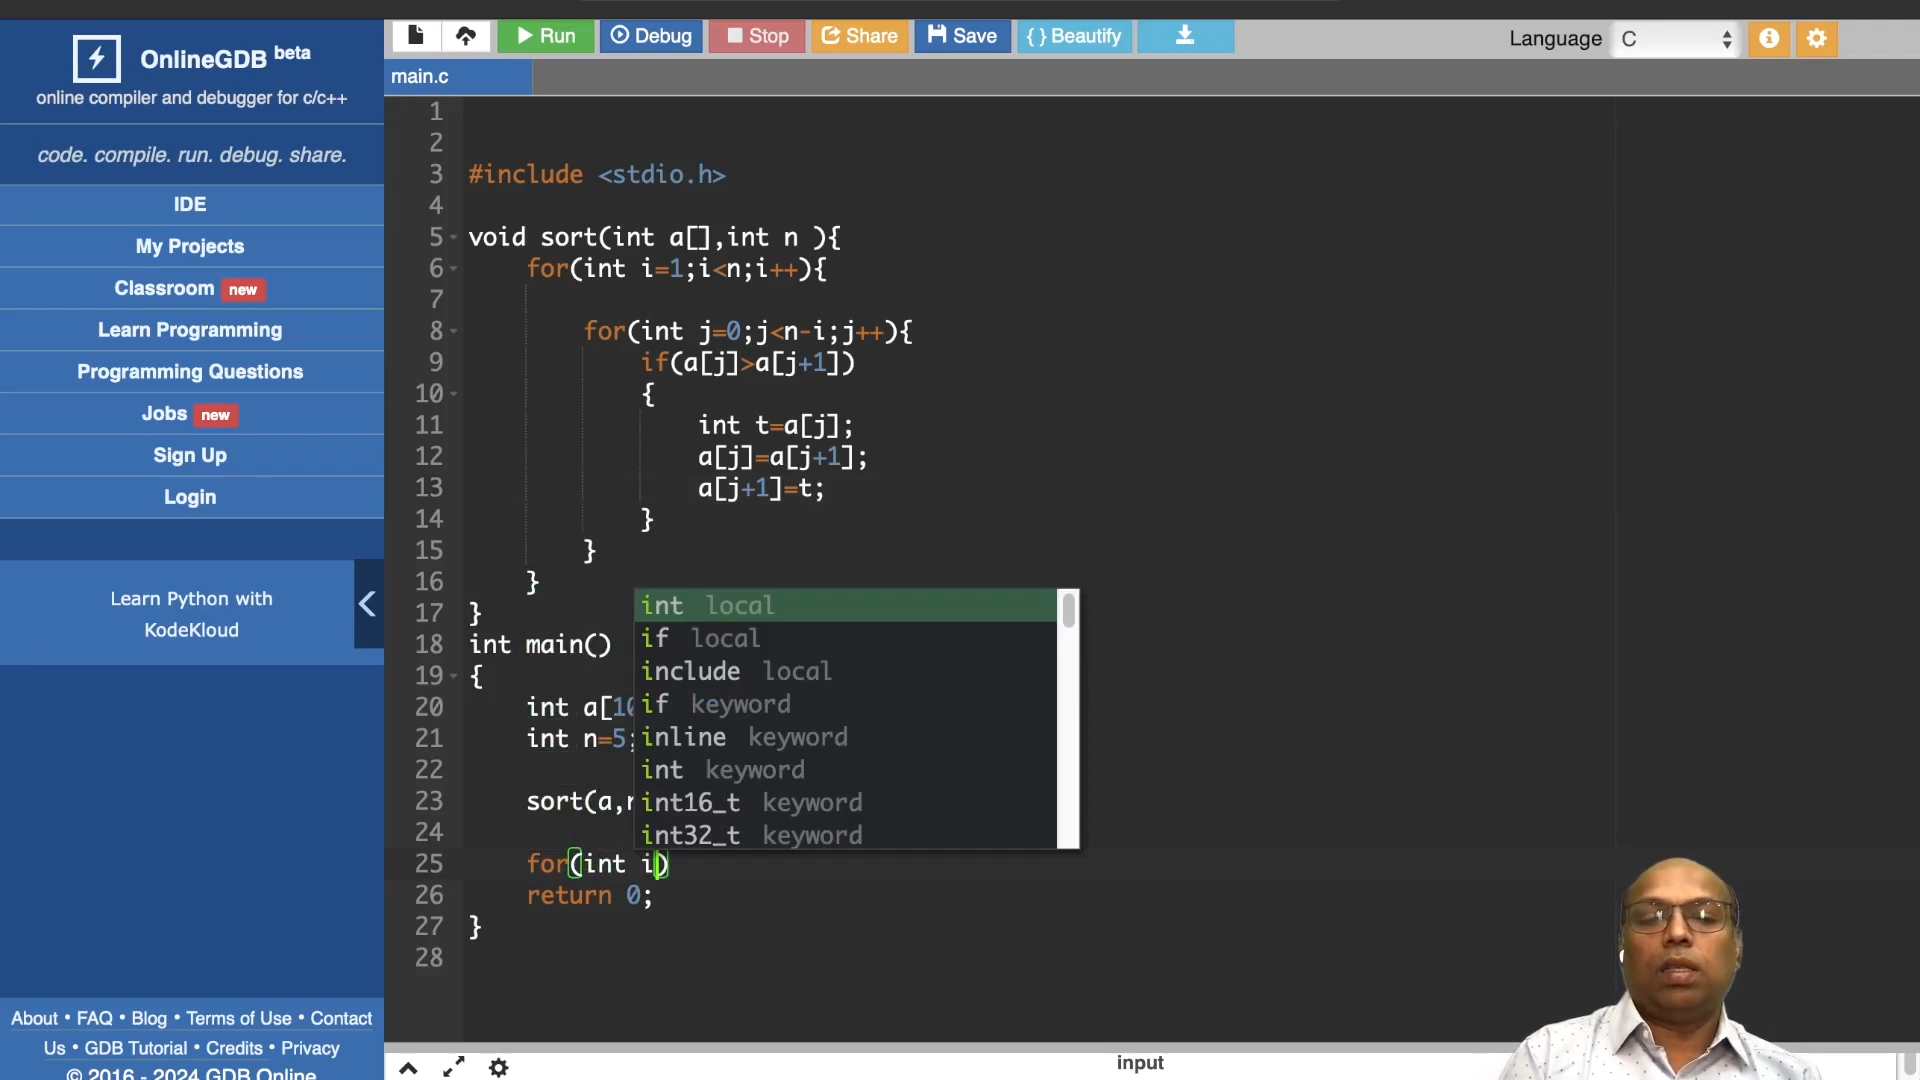 Run
Debug
Stop
Share
Save
{ } Beautify
Language
C
OnlineGDB beta
online compiler and debugger for c/c++
code. compile. run. debug. share.
IDE
My Projects
Classroom new
Learn Programming
Programming Questions
Jobs new
Sign Up
Login
Learn Python with
KodeKloud
About • FAQ • Blog • Terms of Use • Contact
Us • GDB Tutorial • Credits • Privacy
© 2016 - 2024 GDB Online
main.c
1
2
3 #include <stdio.h>
4
5 void sort(int a[],int n ){
6 for(int i=1;i<n;i++){
7
8 for(int j=0;j<n-i;j++){
9 if(a[j]>a[j+1])
10 {
11 int t=a[j];
12 a[j]=a[j+1];
13 a[j+1]=t;
14 }
15 }
16 }
17 }
18 int main()
19 {
20 int a[10
21 int n=5;
22
23 sort(a,n
24
25 for(int i)
26 return 0;
27 }
28
int local
if local
include local
if keyword
inline keyword
int keyword
int16_t keyword
int32_t keyword
input